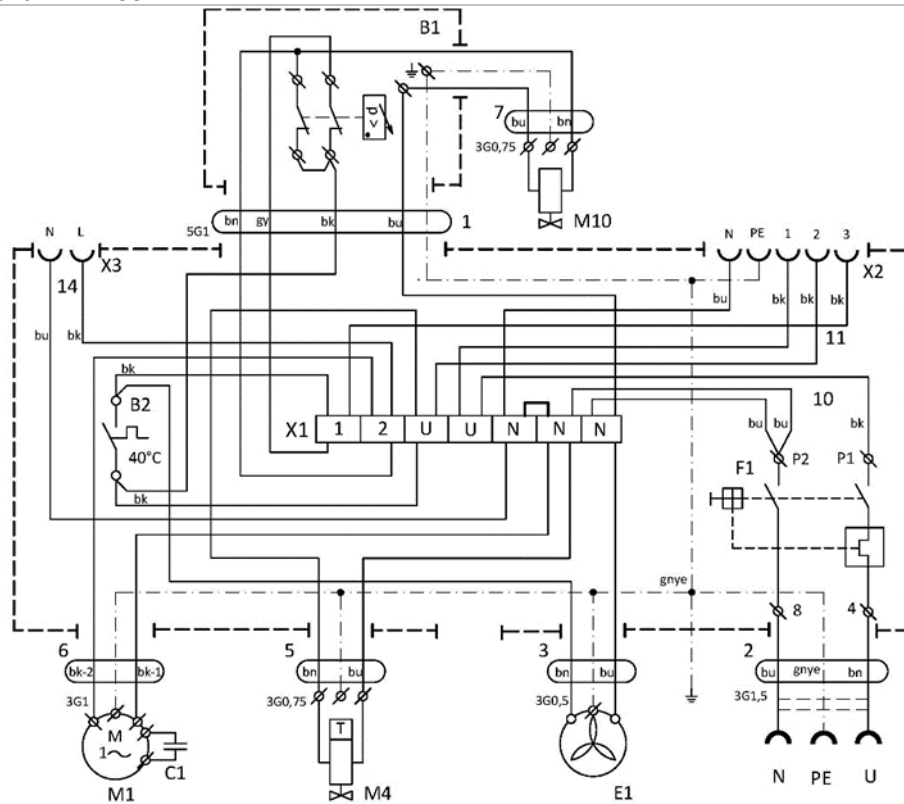 B1
7
bu bn
3G0,75
< d
M10
bn gy bk bu
1
5G1
N L
X3
N PE 1 2 3
X2
14
bu bk
bu bk bk bk
11
bk
B2
40°C
bk
X1 1 2 U U N N N
10
bu bu bk
P2 P1
F1
gnye
8 4
6 5 3 2
bk-2 bk-1
bn bu
bn bu
bu gnye bn
3G1
3G0,75
3G0,5
3G1,5
M
1~
C1
M1
T
M4
E1
N PE U